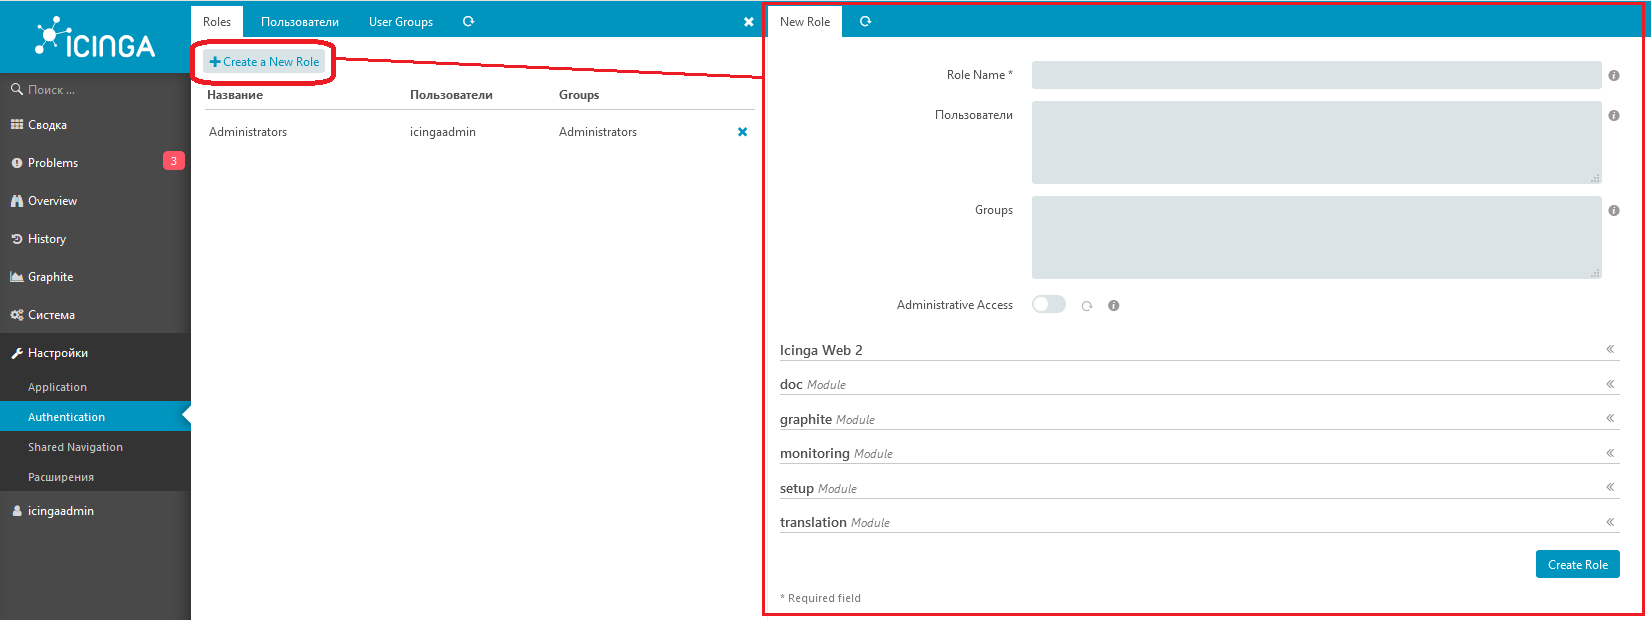 ICINGA
Поиск ...
Сводка
Problems 3
Overview
History
Graphite
Система
Настройки
Application
Authentication
Shared Navigation
Расширения
icingaadmin
Roles Пользователи User Groups
Create a New Role
Название Пользователи Groups
Administrators icingaadmin Administrators
New Role
Role Name *
Пользователи
Groups
Administrative Access
Icinga Web 2
doc Module
graphite Module
monitoring Module
setup Module
translation Module
Create Role
* Required field